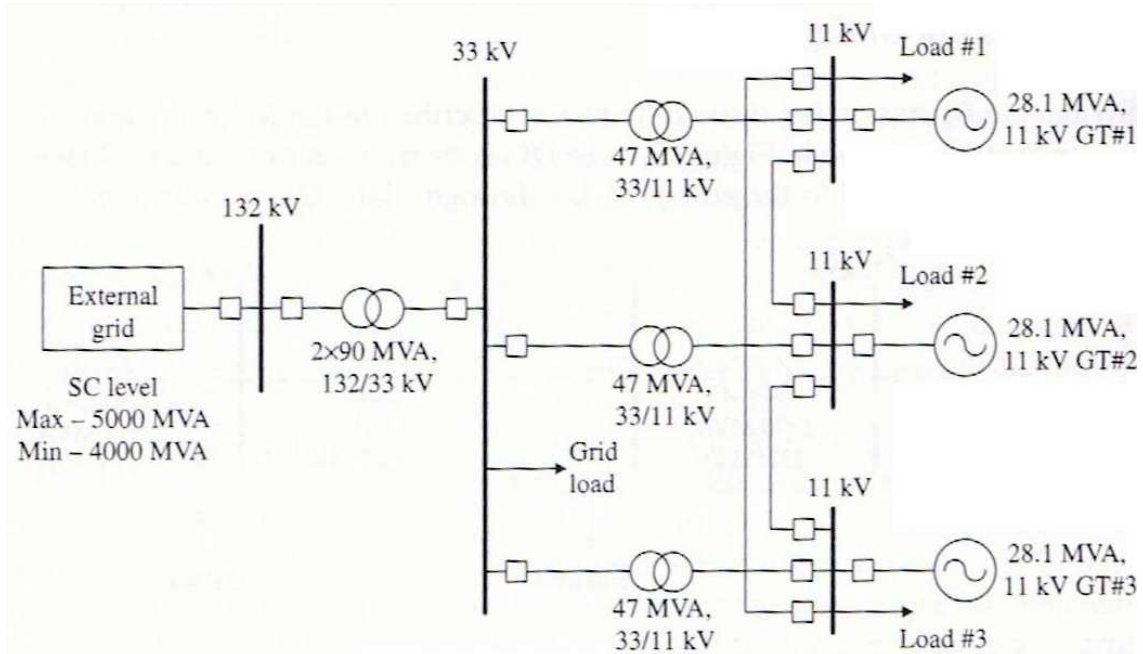 33 kV
11 kV
Load #1
28.1 MVA,
11 kV GT#1
47 MVA,
33/11 kV
132 kV
External
grid
SC level
Max – 5000 MVA
Min – 4000 MVA
2×90 MVA,
132/33 kV
11 kV
Load #2
28.1 MVA,
11 kV GT#2
47 MVA,
33/11 kV
Grid
load
11 kV
28.1 MVA,
11 kV GT#3
47 MVA,
33/11 kV
Load #3